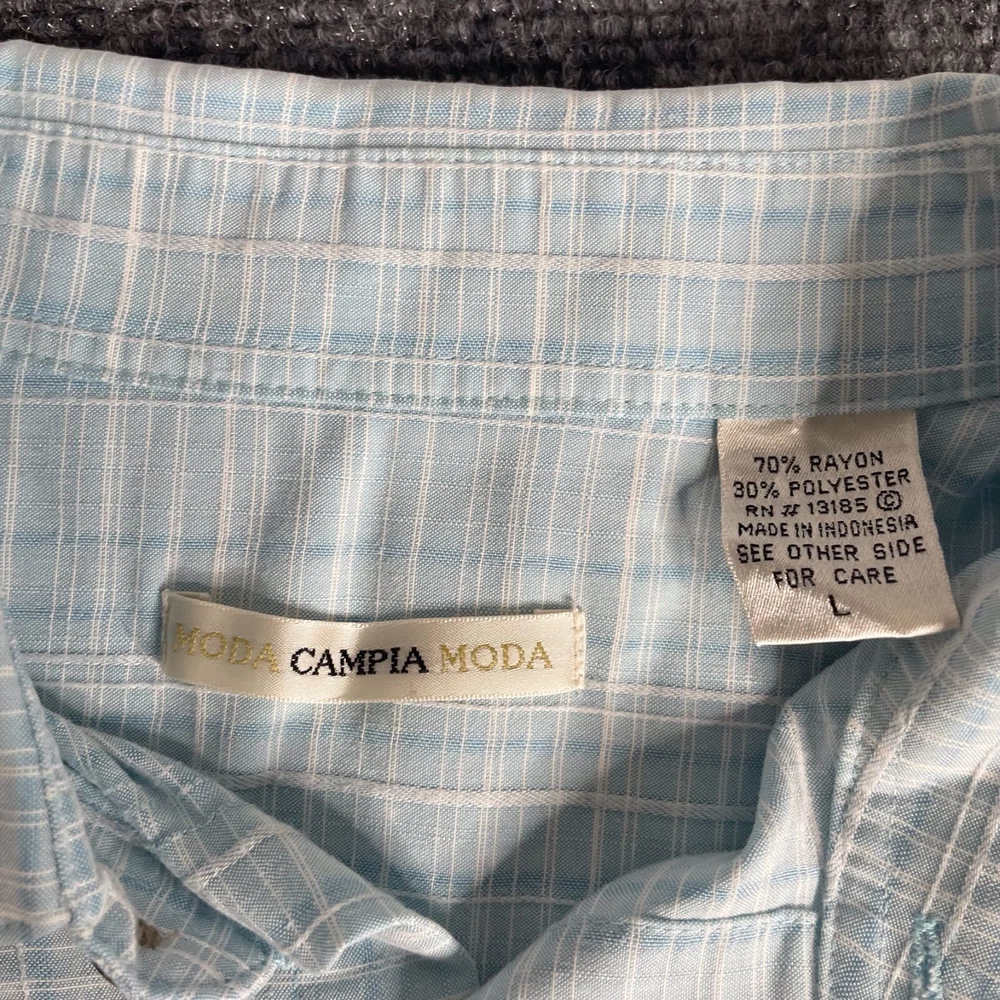 MODA CAMPIA MODA
70% RAYON
30% POLYESTER
RN # 13185 ©
MADE IN INDONESIA
SEE OTHER SIDE
FOR CARE
L